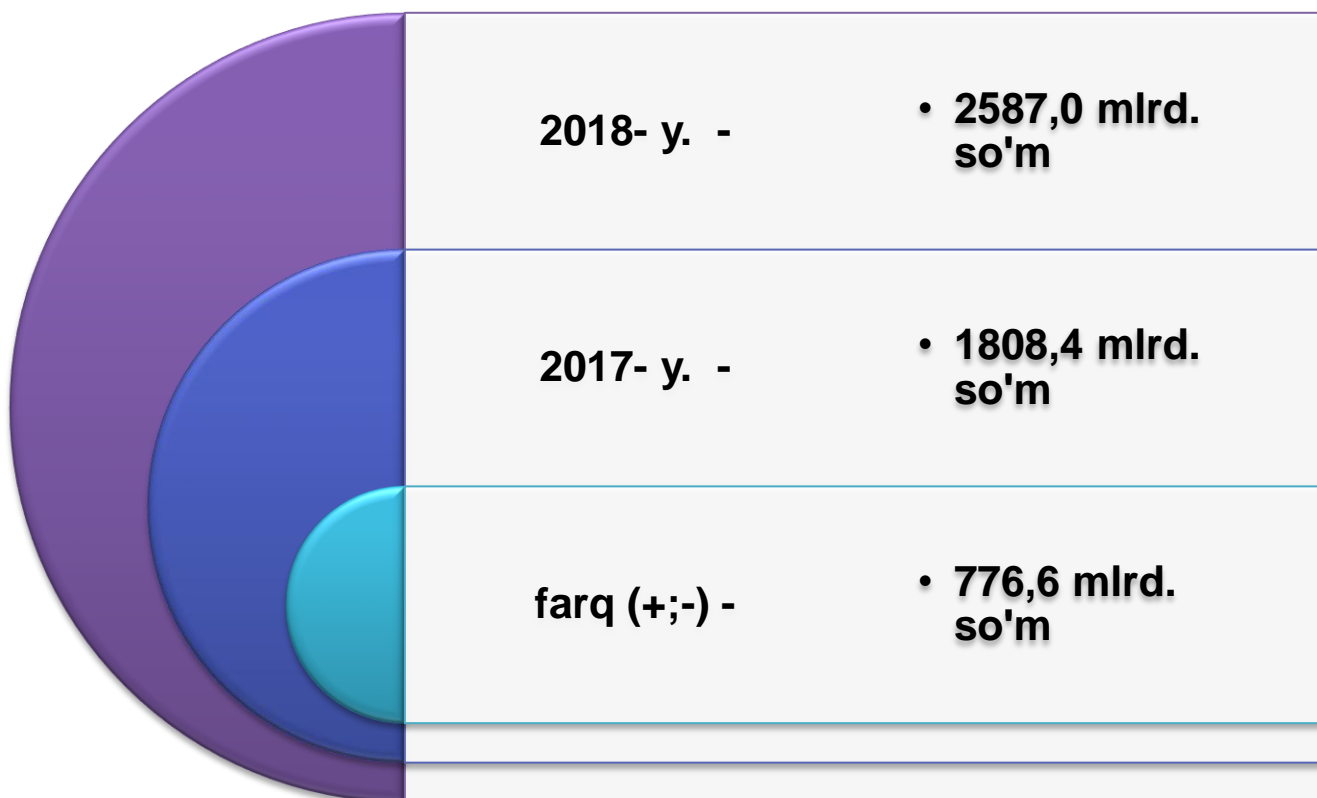 2018- y. -
• 2587,0 mlrd.
so'm
2017- y. -
• 1808,4 mlrd.
so'm
farq (+;-) -
• 776,6 mlrd.
so'm